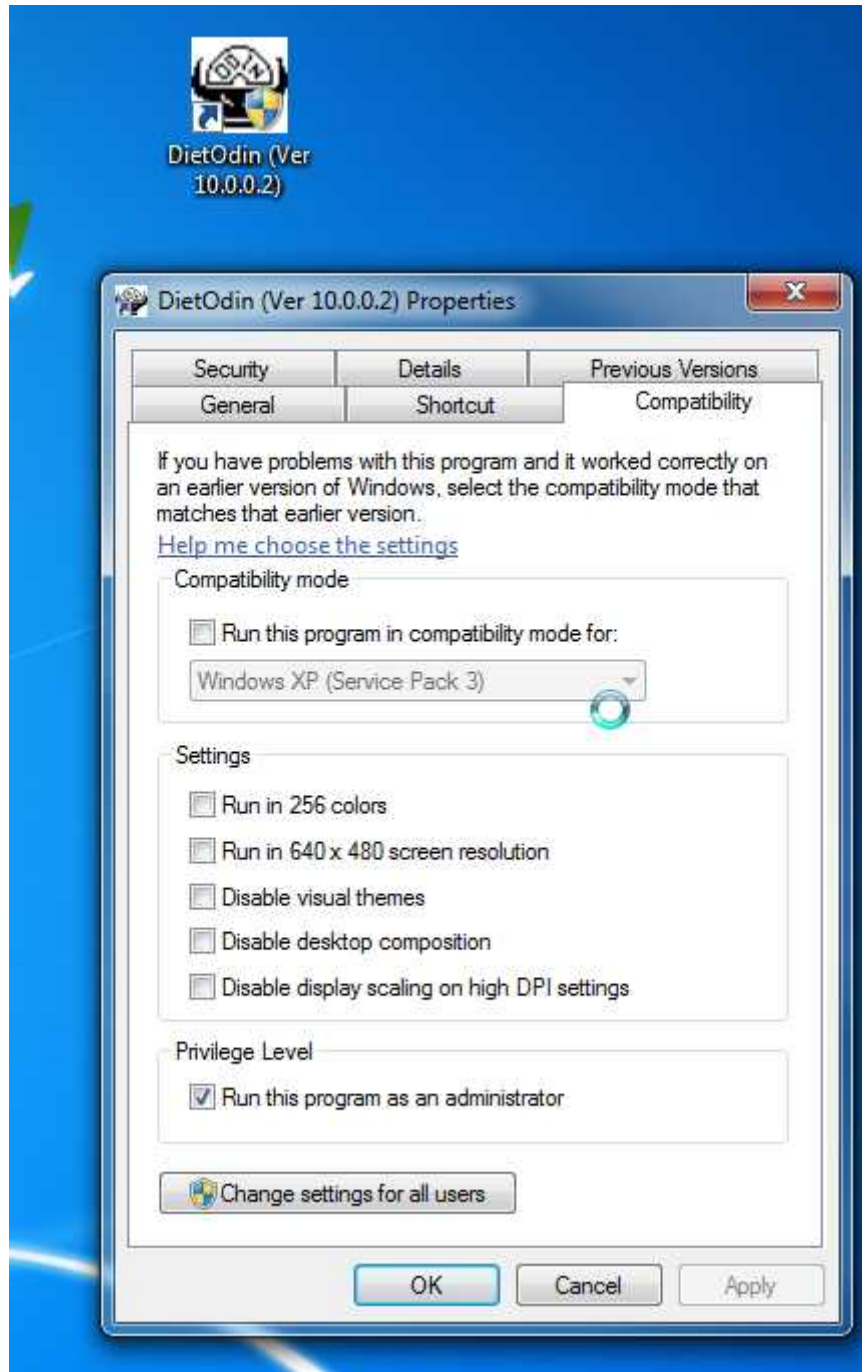 ODIN
DietOdin (Ver
10.0.0.2)
DietOdin (Ver 10.0.0.2) Properties
Security Details Previous Versions
General Shortcut Compatibility
If you have problems with this program and it worked correctly on
an earlier version of Windows, select the compatibility mode that
matches that earlier version.
Help me choose the settings
Compatibility mode
Run this program in compatibility mode for:
Windows XP (Service Pack 3)
Settings
Run in 256 colors
Run in 640 x 480 screen resolution
Disable visual themes
Disable desktop composition
Disable display scaling on high DPI settings
Privilege Level
Run this program as an administrator
Change settings for all users
OK Cancel Apply